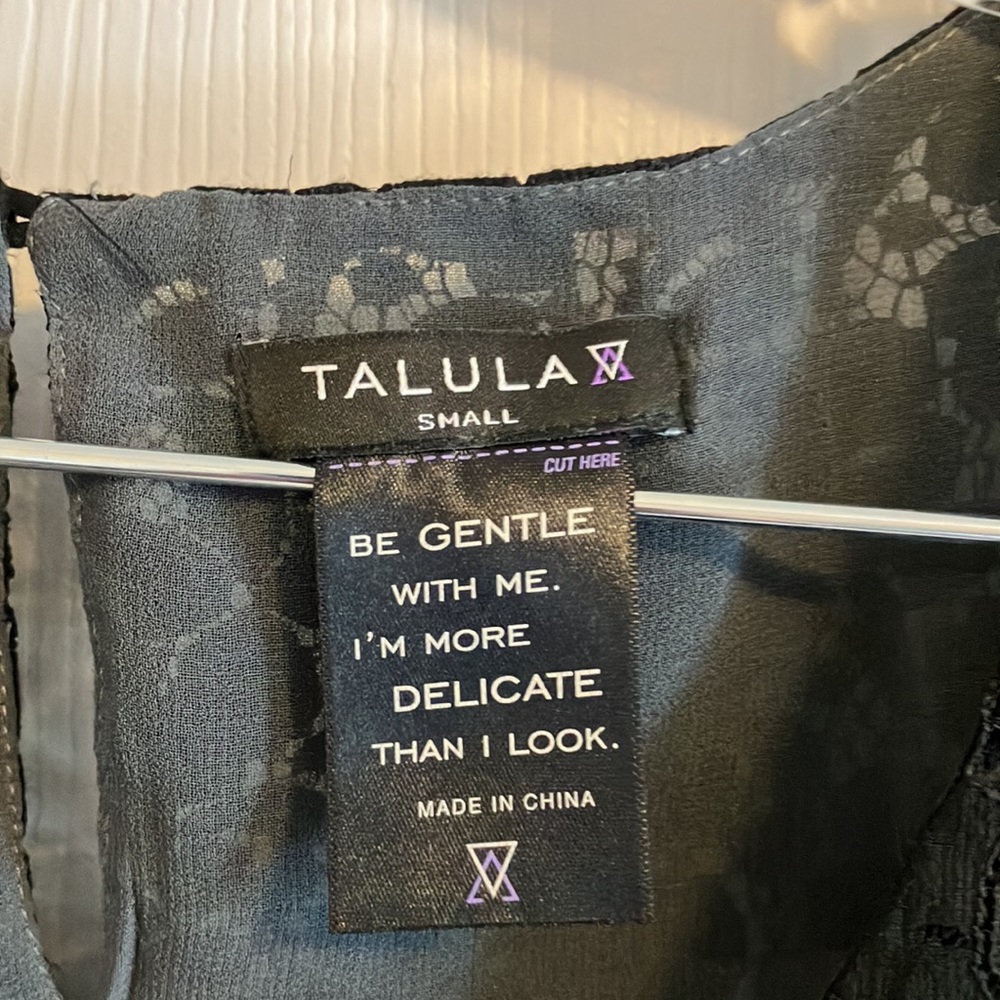 TALULA
SMALL
CUT HERE
BE GENTLE
WITH ME.
I'M MORE
DELICATE
THAN I LOOK.
MADE IN CHINA